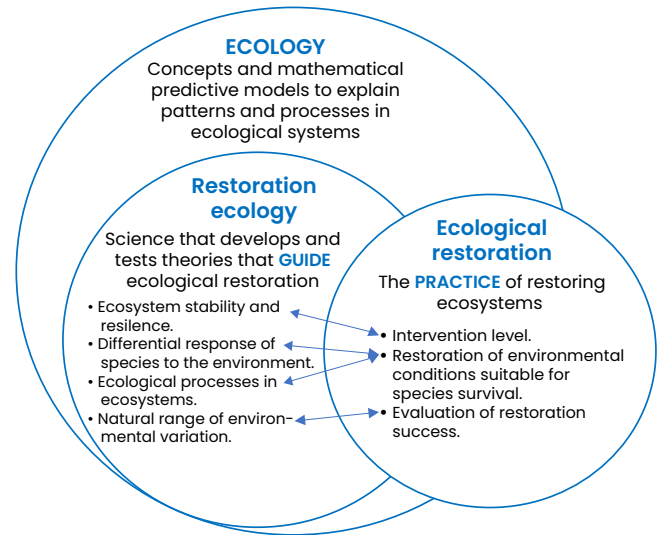 ECOLOGY
Concepts and mathematical
predictive models to explain
patterns and processes in
ecological systems
Restoration
ecology
Science that develops and
tests theories that GUIDE
ecological restoration
• Ecosystem stability and
resilence.
• Differential response of
species to the environment.
• Ecological processes in
ecosystems.
• Natural range of environ-
mental variation.
Ecological
restoration
The PRACTICE of restoring
ecosystems
• Intervention level.
• Restoration of environmental
conditions suitable for
species survival.
• Evaluation of restoration
success.